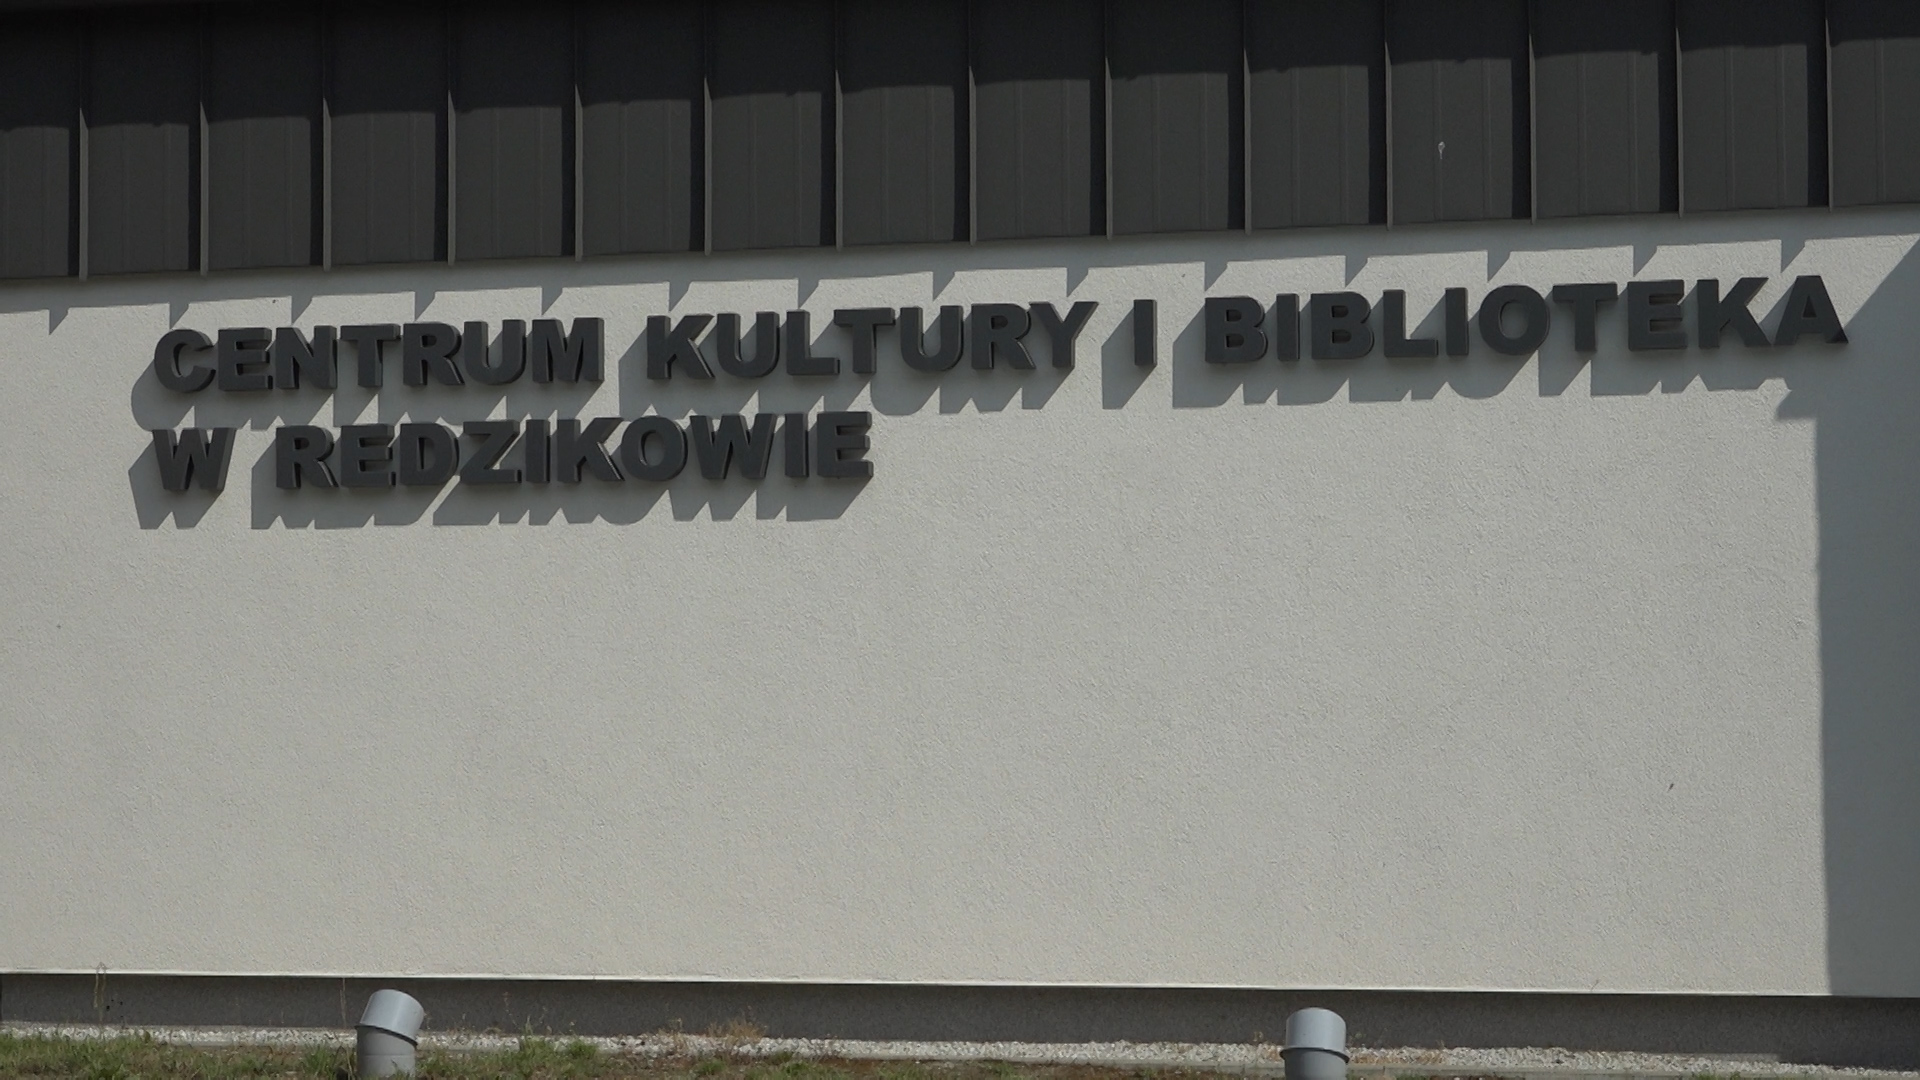 CENTRUM KULTURY I BIBLIOTEKA
W REDZIKOWIE